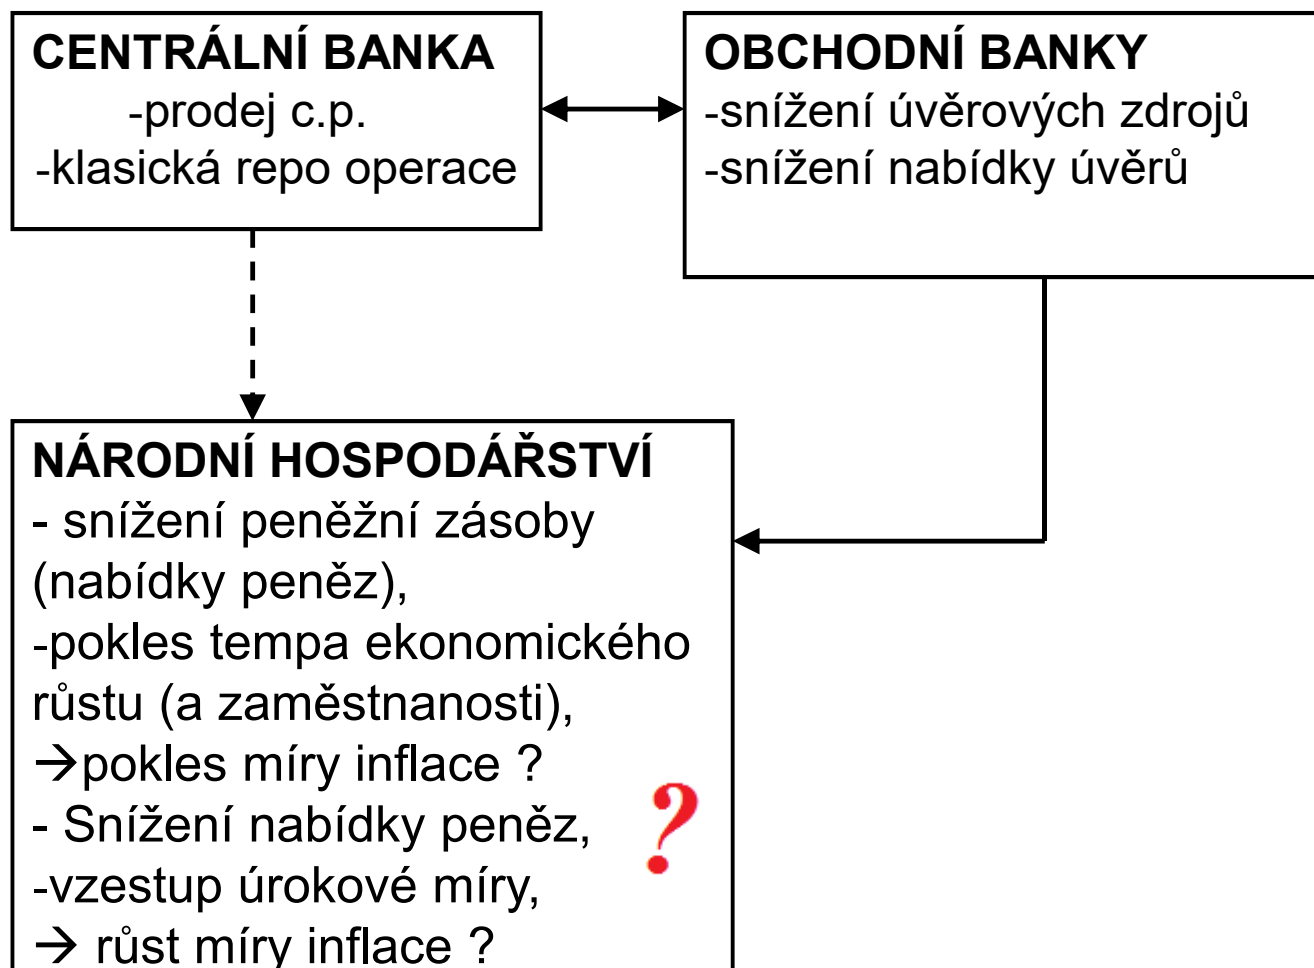 CENTRÁLNÍ BANKA
-prodej c.p.
-klasická repo operace
OBCHODNÍ BANKY
-snížení úvěrových zdrojů
-snížení nabídky úvěrů
NÁRODNÍ HOSPODÁŘSTVÍ
- snížení peněžní zásoby
(nabídky peněz),
-pokles tempa ekonomického
růstu (a zaměstnanosti),
→pokles míry inflace ?
- Snížení nabídky peněz,
-vzestup úrokové míry,
→ růst míry inflace ?
?